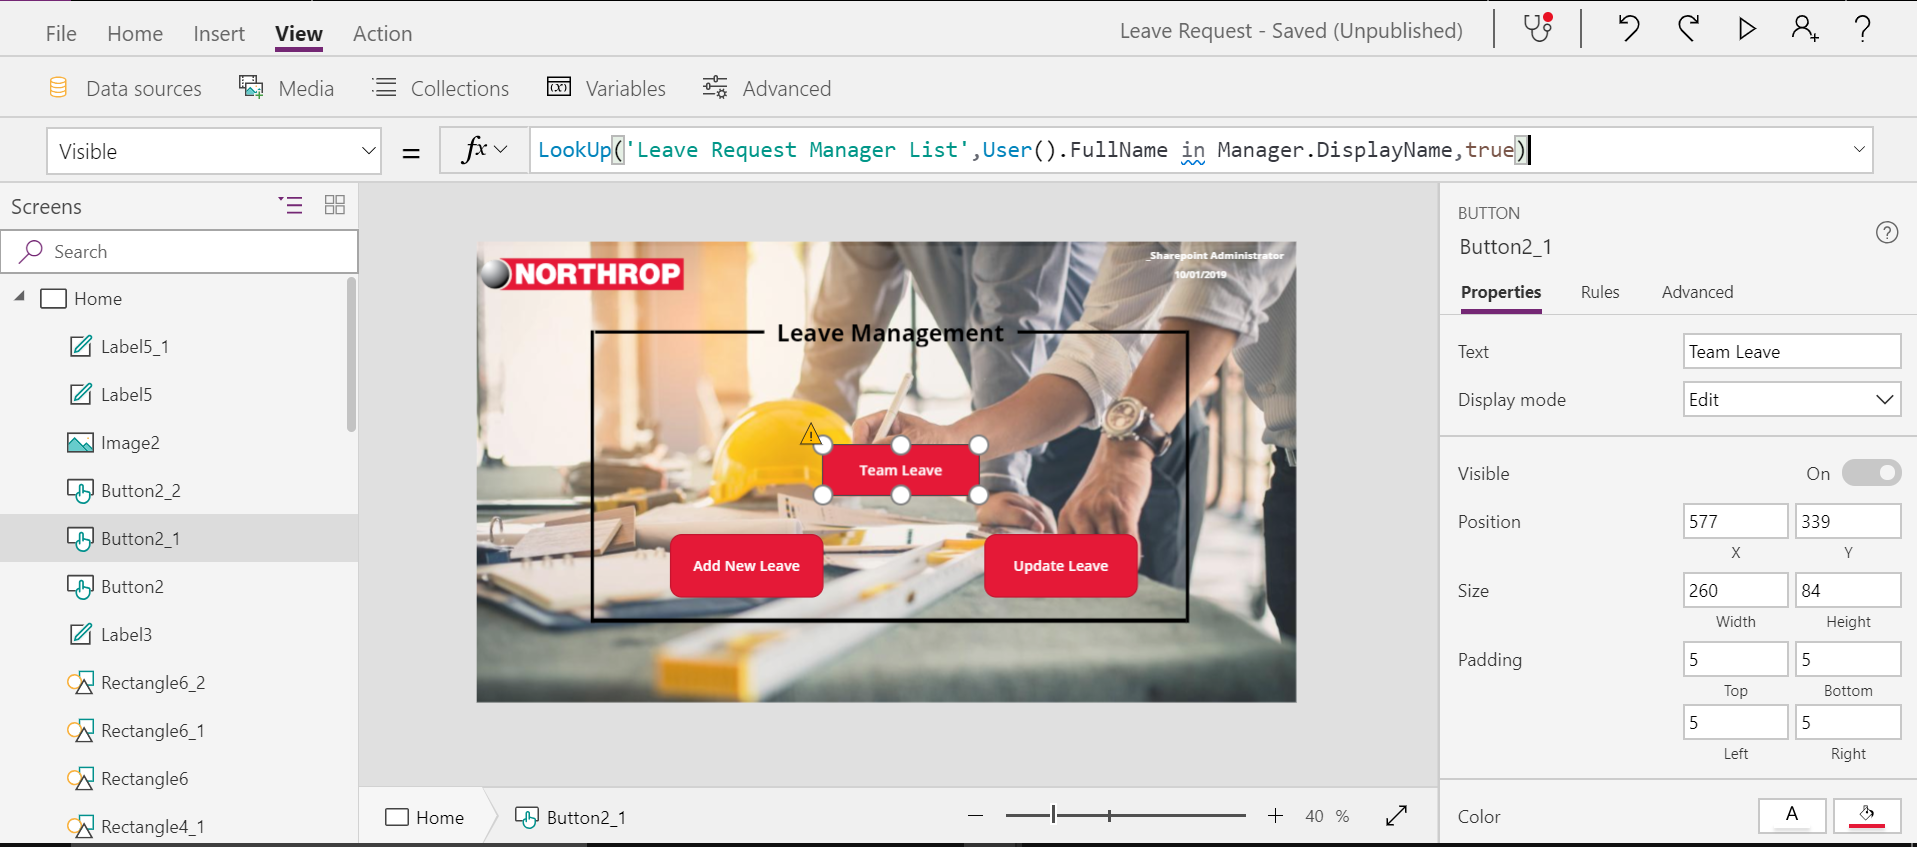 File Home Insert View Action
Leave Request - Saved (Unpublished)
?
Data sources Media Collections (x) Variables Advanced
Visible = fx LookUp('Leave Request Manager List',User().FullName in Manager.DisplayName,true)
Screens
Search
Home
Label5_1
Label5
Image2
Button2_2
Button2_1
Button2
Label3
Rectangle6_2
Rectangle6_1
Rectangle6
Rectangle4_1
NORTHROP
_Sharepoint Administrator
10/01/2019
Leave Management
Team Leave
Add New Leave Update Leave
Home Button2_1
40 %
BUTTON
Button2_1
?
Properties Rules Advanced
Text Team Leave
Display mode Edit
Visible On
Position 577 339
X Y
Size 260 84
Width Height
Padding 5 5
Top Bottom
5 5
Left Right
Color A